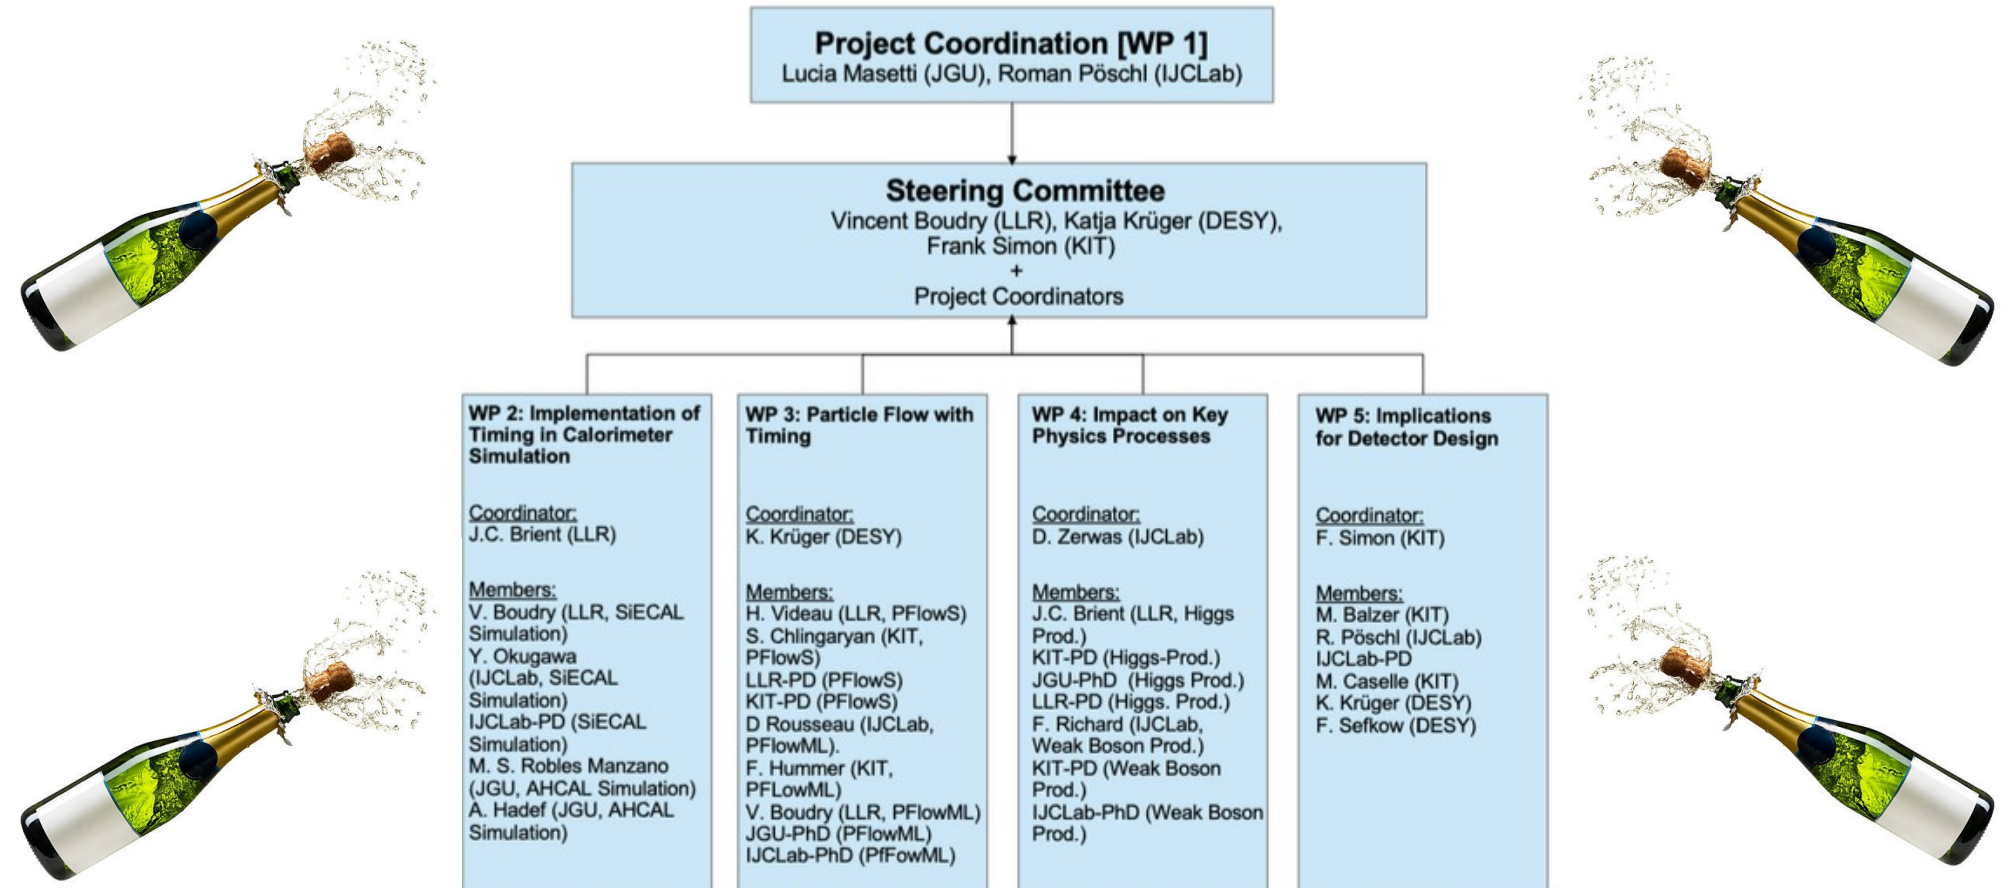 Project Coordination [WP 1]
Lucia Masetti (JGU), Roman Pöschl (IJCLab)
Steering Committee
Vincent Boudry (LLR), Katja Krüger (DESY),
Frank Simon (KIT)
+
Project Coordinators
WP 2: Implementation of
Timing in Calorimeter
Simulation
Coordinator:
J.C. Brient (LLR)
Members:
V. Boudry (LLR, SiECAL
Simulation)
Y. Okugawa
(IJCLab, SiECAL
Simulation)
IJCLab-PD (SiECAL
Simulation)
M. S. Robles Manzano
(JGU, AHCAL Simulation)
A. Hadef (JGU, AHCAL
Simulation)
WP 3: Particle Flow with
Timing
Coordinator:
K. Krüger (DESY)
Members:
H. Videau (LLR, PFlowS)
S. Chlingaryan (KIT,
PFlowS)
LLR-PD (PFlowS)
KIT-PD (PFlowS)
D Rousseau (IJCLab,
PFlowML).
F. Hummer (KIT,
PFLowML)
V. Boudry (LLR, PFlowML)
JGU-PhD (PFlowML)
IJCLab-PhD (PfFowML)
WP 4: Impact on Key
Physics Processes
Coordinator:
D. Zerwas (IJCLab)
Members:
J.C. Brient (LLR, Higgs
Prod.)
KIT-PD (Higgs-Prod.)
JGU-PhD (Higgs Prod.)
LLR-PD (Higgs. Prod.)
F. Richard (IJCLab,
Weak Boson Prod.)
KIT-PD (Weak Boson
Prod.)
IJCLab-PhD (Weak Boson
Prod.)
WP 5: Implications
for Detector Design
Coordinator:
F. Simon (KIT)
Members:
M. Balzer (KIT)
R. Pöschl (IJCLab)
IJCLab-PD
M. Caselle (KIT)
K. Krüger (DESY)
F. Sefkow (DESY)